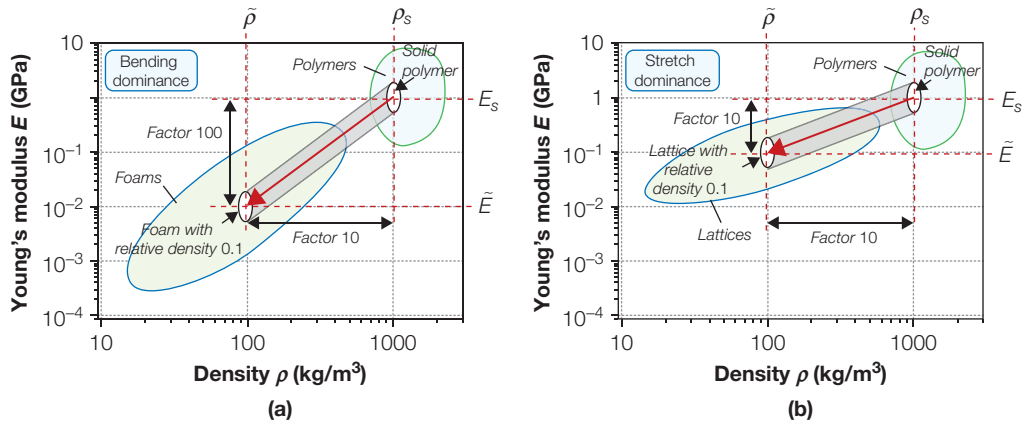 ρ̃
ρₛ
10
Bending
dominance
Polymers
Solid
polymer
1
Eₛ
Factor 100
10⁻¹
Foams
10⁻²
Ẽ
Foam with
relative density 0.1
Factor 10
10⁻³
10⁻⁴
10
100
1000
Young's modulus E (GPa)
Density ρ (kg/m³)
(a)
ρ̃
ρₛ
10
Stretch
dominance
Polymers
Solid
polymer
1
Eₛ
Factor 10
10⁻¹
Ẽ
Lattice with
relative
density 0.1
10⁻²
Lattices
Factor 10
10⁻³
10⁻⁴
10
100
1000
Young's modulus E (GPa)
Density ρ (kg/m³)
(b)